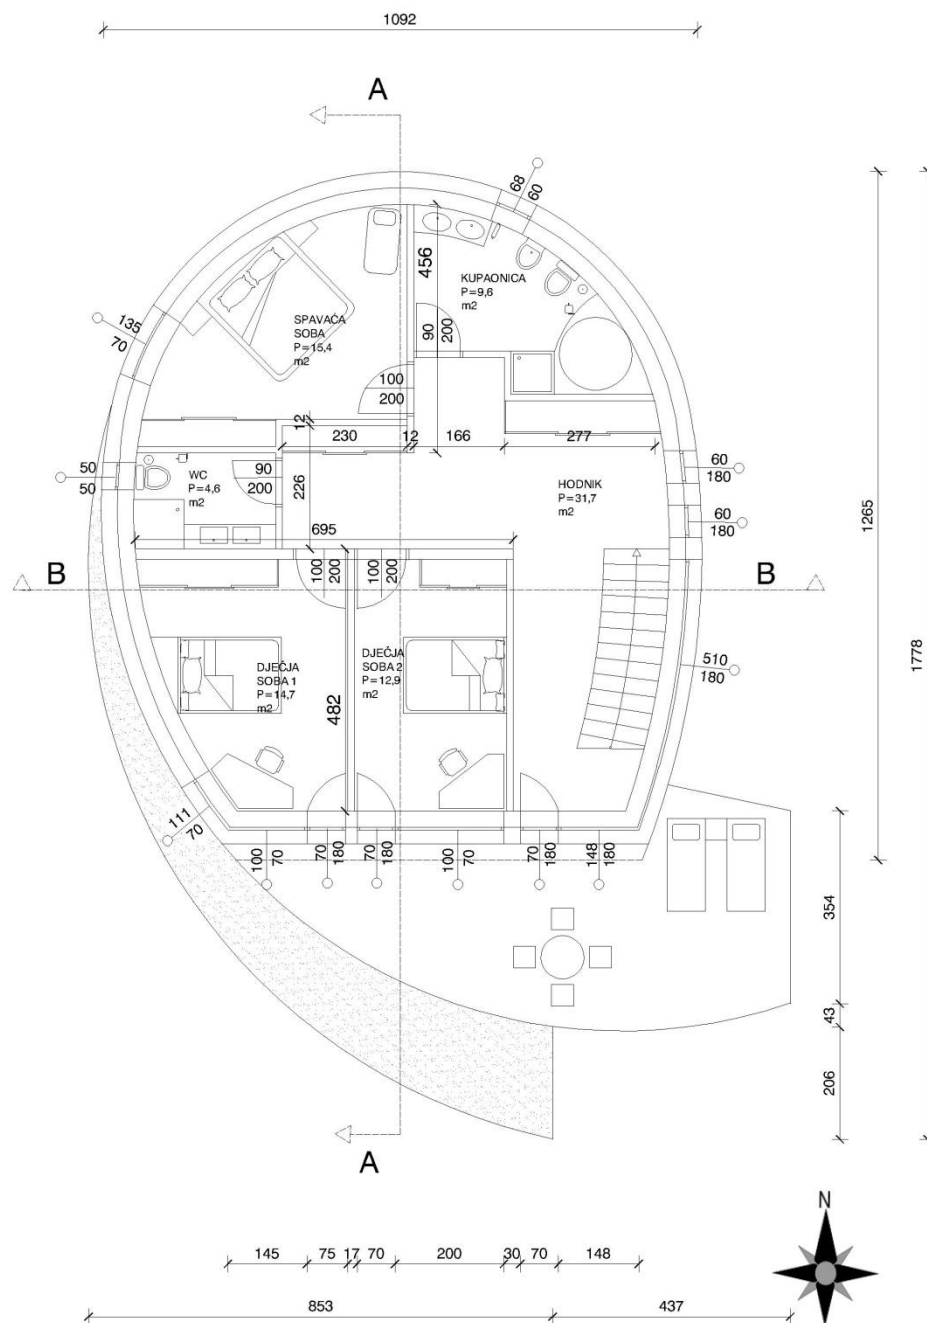 1092
A
68
60
456
KUPAONICA
P=9,6
m2
SPAVAĆA
SOBA
P=15,4
m2
135
70
90
200
100
200
12
230
12
166
277
50
50
WC
P=4,6
m2
90
200
226
HODNIK
P=31,7
m2
60
180
60
180
1265
695
B
100
200
100
200
B
DJEČJA
SOBA 1
P=14,7
m2
DJEČJA
SOBA 2
P=12,9
m2
510
180
1778
482
111
70
100
70
70
180
70
180
100
70
70
180
148
180
354
43
206
A
N
145
75
17
70
200
30
70
148
853
437